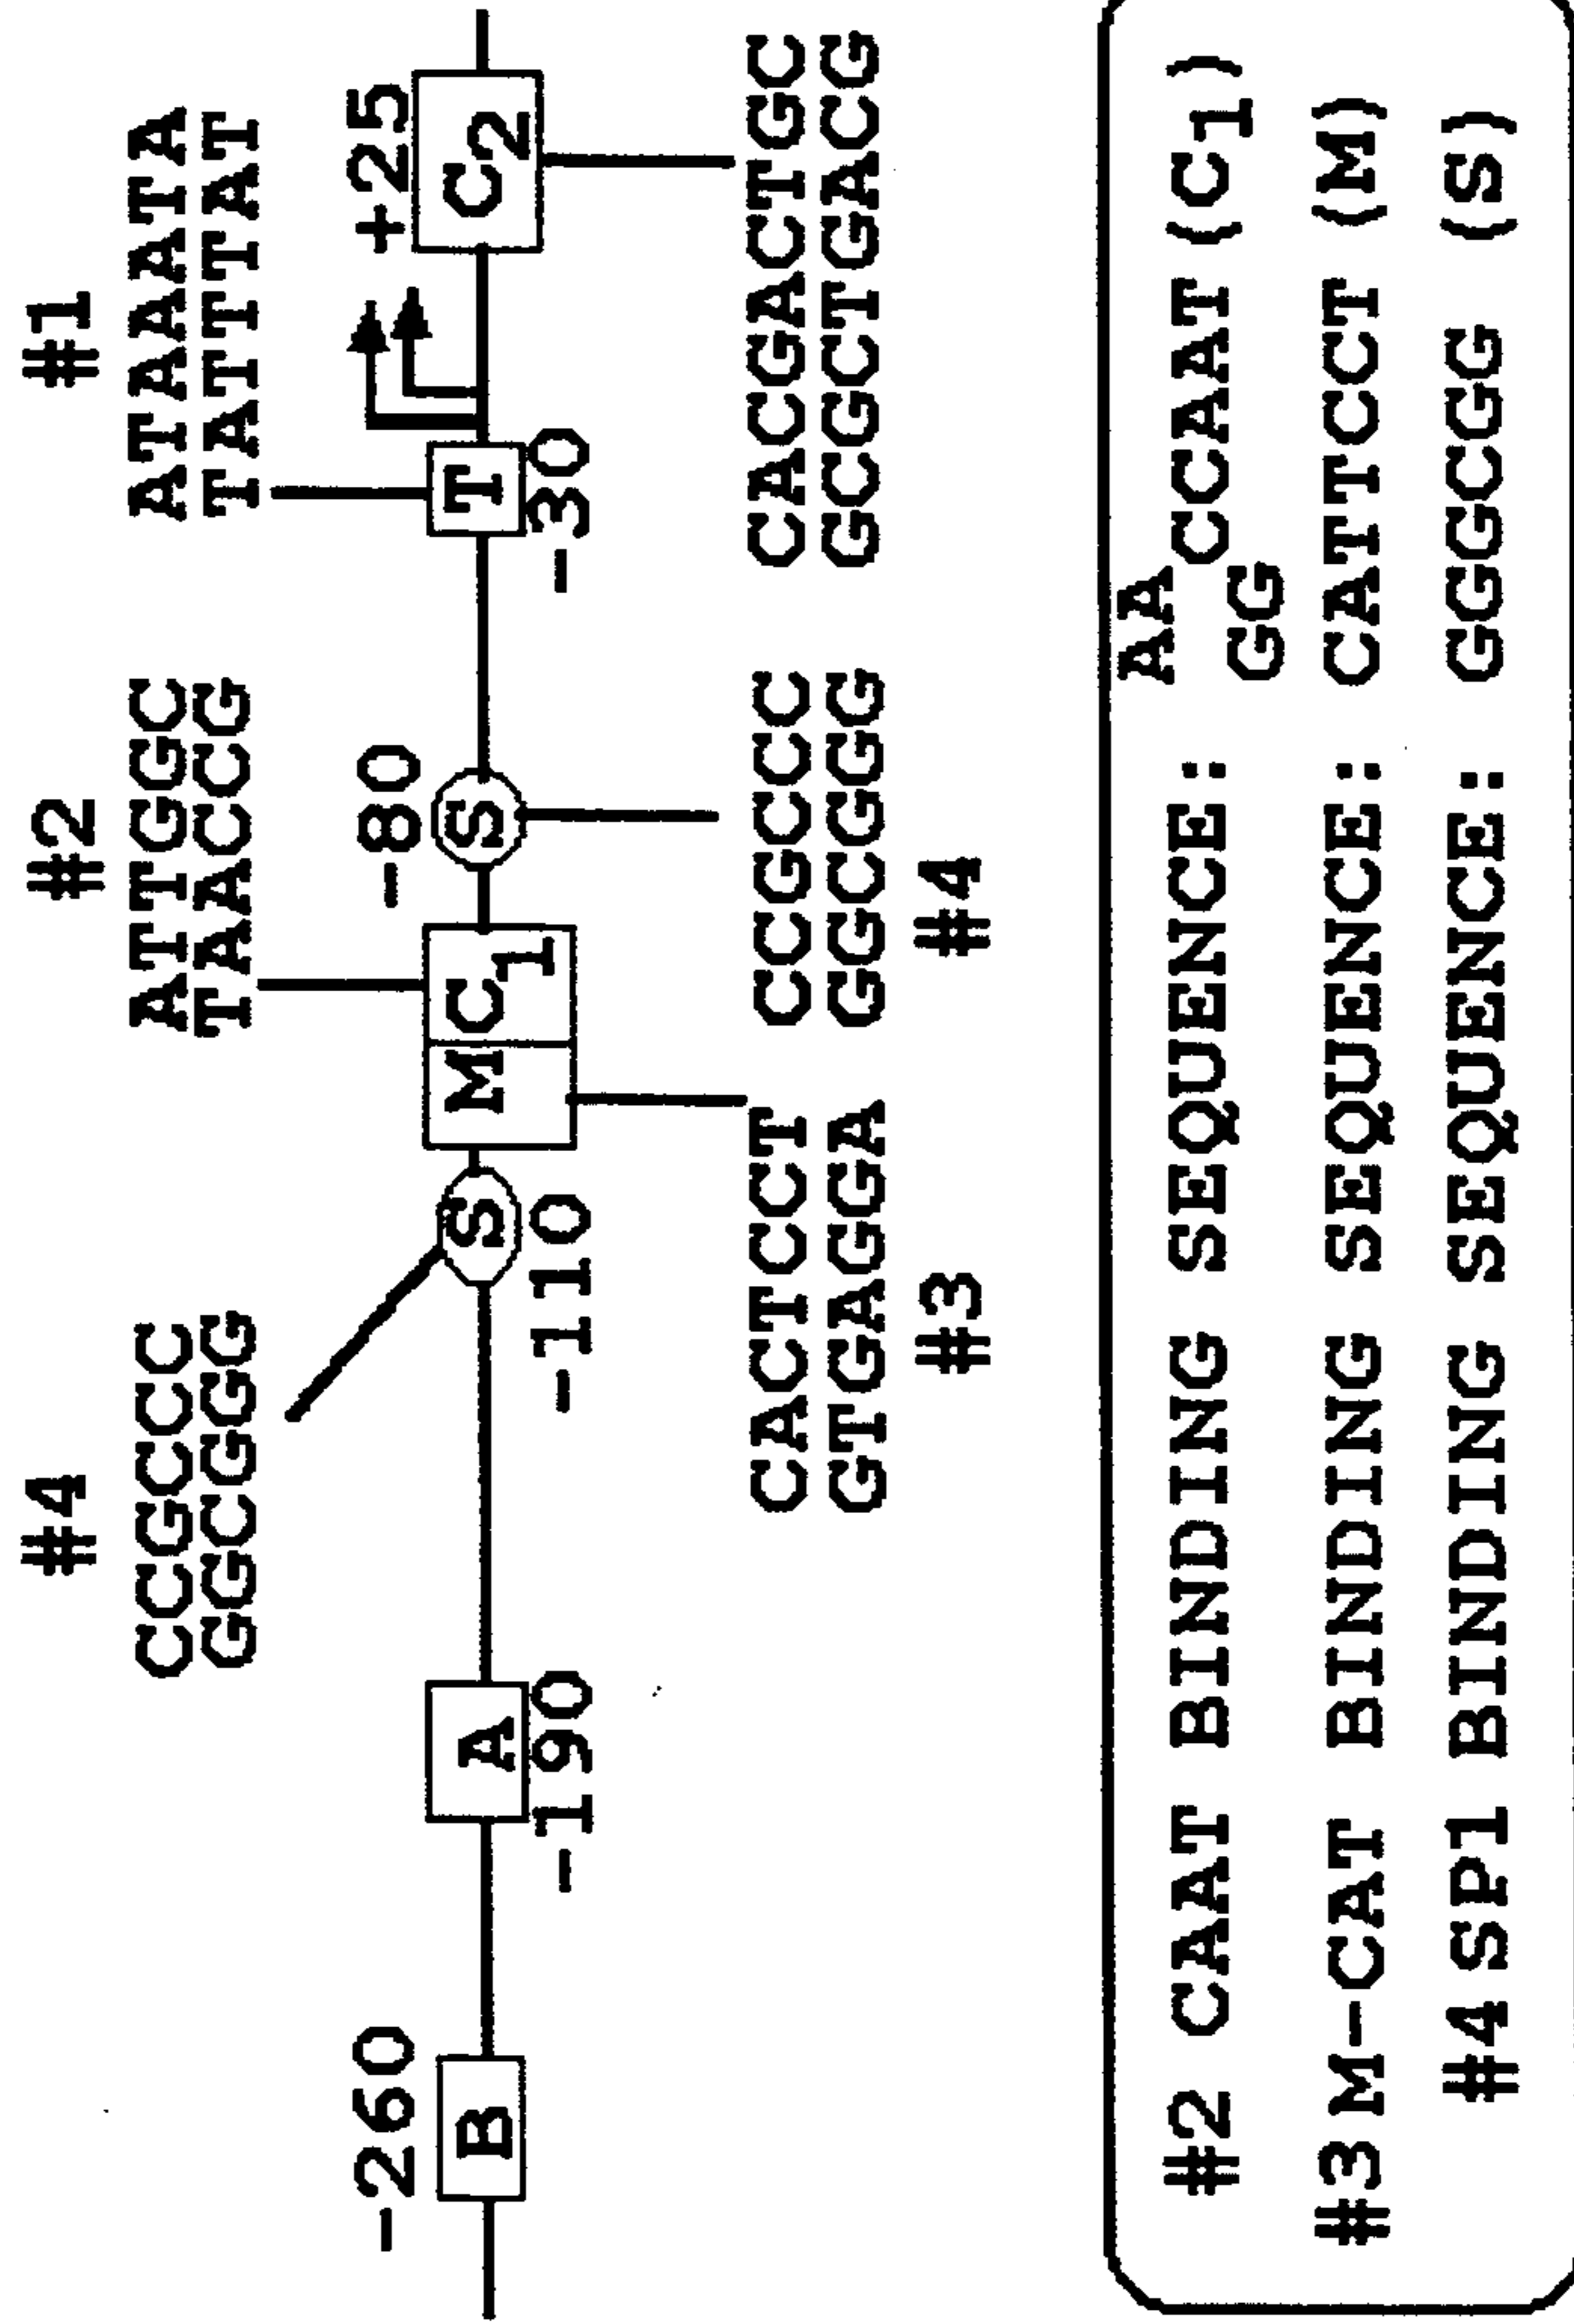 #4 #2 #1
CCGCCC ATTGGC ATAAATA
GGCGGG TAACCG TATTTAT
-260 -80 +25
B A S M C1 S T C2
-190 -110 -30
CACTCCT CCGCCC CACGACTGC
GTGAGGA GGCGGG GCGCTGACG
#3 #4
AA
#2 CAAT BINDING SEQUENCE: CCAAT (C1)
GG
#3 M-CAT BINDING SEQUENCE: CATTCCT (M)
#4 SP1 BINDING SEQUENCE: GGGCGG (S)